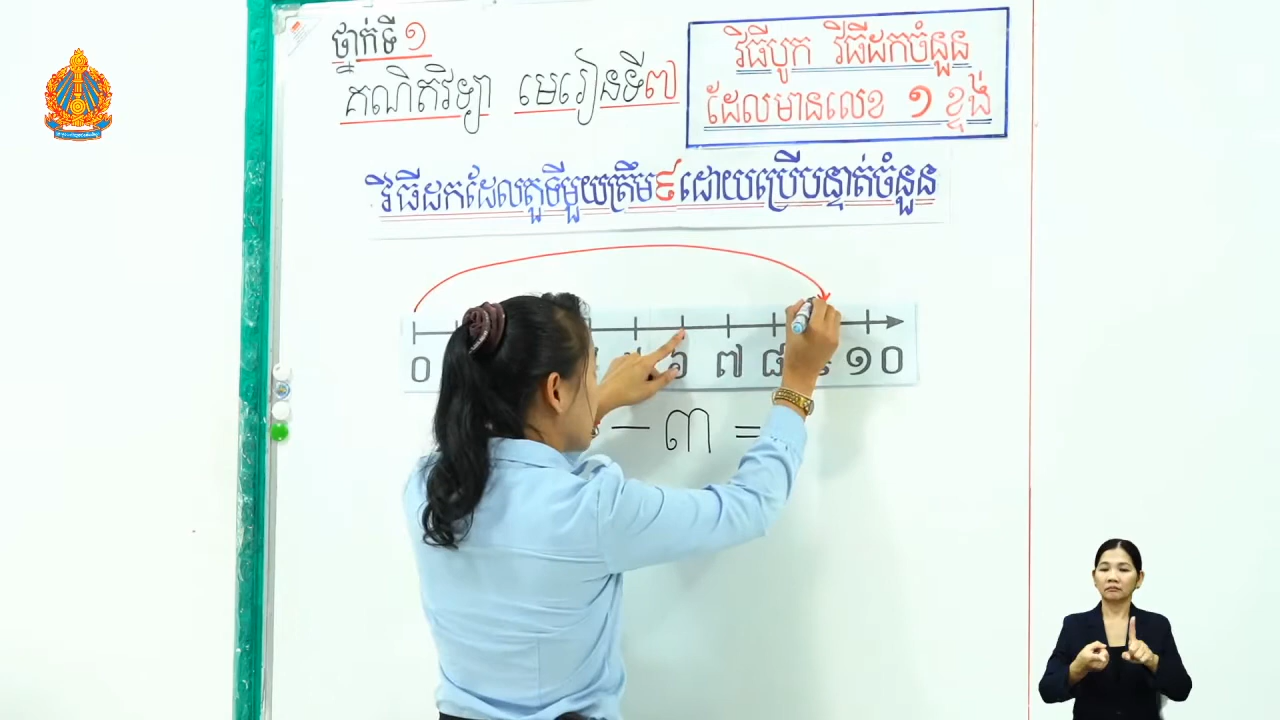 ថ្នាក់ទី ១
គណិតវិទ្យា មេរៀនទី៧
វិធីបូក វិធីដកចំនួន
ដែលមានលេខ ១ ខ្ទង់
វិធីដកដែលតួទីមួយត្រឹម៩ដោយប្រើបន្ទាត់ចំនួន
០ ៦ ៧ ៨ ១០
− ៣ =